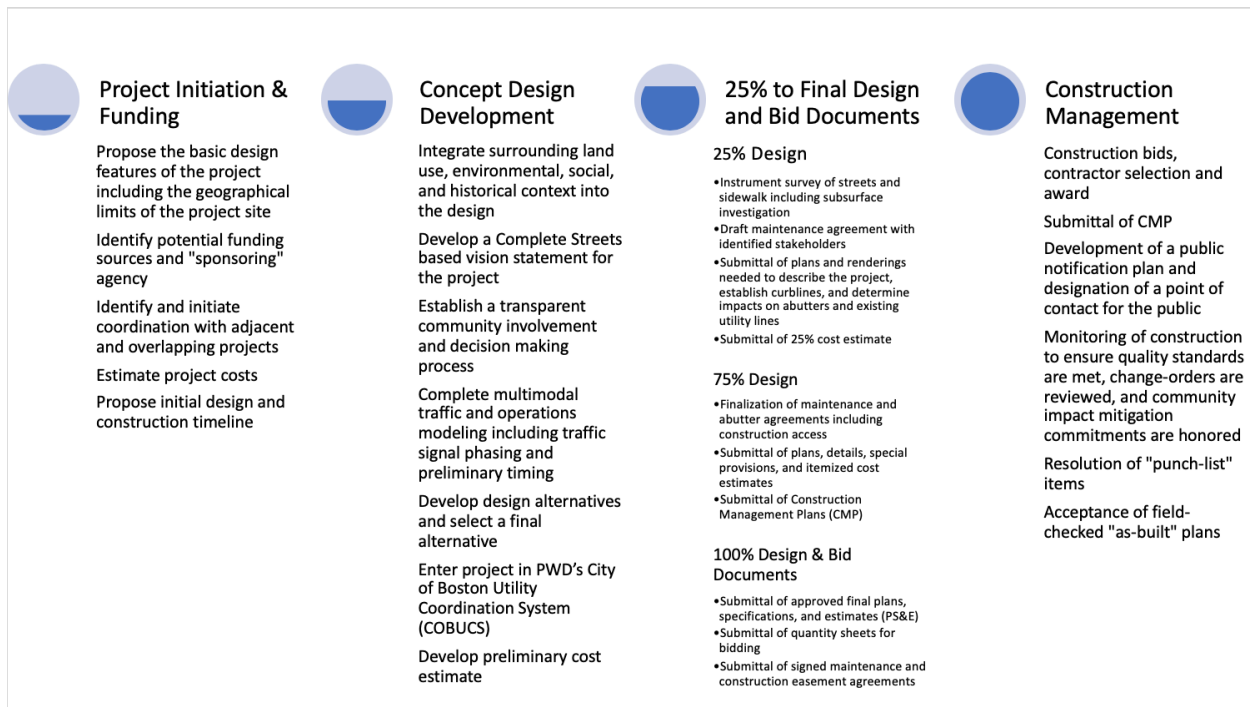 Project Initiation &
Funding
Propose the basic design
features of the project
including the geographical
limits of the project site
Identify potential funding
sources and "sponsoring"
agency
Identify and initiate
coordination with adjacent
and overlapping projects
Estimate project costs
Propose initial design and
construction timeline
Concept Design
Development
Integrate surrounding land
use, environmental, social,
and historical context into
the design
Develop a Complete Streets
based vision statement for
the project
Establish a transparent
community involvement
and decision making
process
Complete multimodal
traffic and operations
modeling including traffic
signal phasing and
preliminary timing
Develop design alternatives
and select a final
alternative
Enter project in PWD’s City
of Boston Utility
Coordination System
(COBUCS)
Develop preliminary cost
estimate
25% to Final Design
and Bid Documents
25% Design
•Instrument survey of streets and
sidewalk including subsurface
investigation
•Draft maintenance agreement with
identified stakeholders
•Submittal of plans and renderings
needed to describe the project,
establish curblines, and determine
impacts on abutters and existing
utility lines
•Submittal of 25% cost estimate
75% Design
•Finalization of maintenance and
abutter agreements including
construction access
•Submittal of plans, details, special
provisions, and itemized cost
estimates
•Submittal of Construction
Management Plans (CMP)
100% Design & Bid
Documents
•Submittal of approved final plans,
specifications, and estimates (PS&E)
•Submittal of quantity sheets for
bidding
•Submittal of signed maintenance and
construction easement agreements
Construction
Management
Construction bids,
contractor selection and
award
Submittal of CMP
Development of a public
notification plan and
designation of a point of
contact for the public
Monitoring of construction
to ensure quality standards
are met, change-orders are
reviewed, and community
impact mitigation
commitments are honored
Resolution of "punch-list"
items
Acceptance of field-
checked "as-built" plans